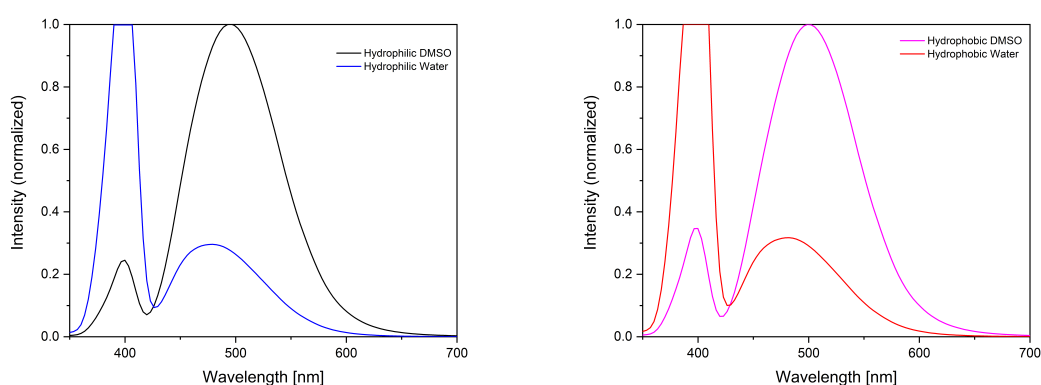 1.0
0.8
0.6
0.4
0.2
0.0
Intensity (normalized)
Hydrophilic DMSO
Hydrophilic Water
400 500 600 700
Wavelength [nm]
1.0
0.8
0.6
0.4
0.2
0.0
Intensity (normalized)
Hydrophobic DMSO
Hydrophobic Water
400 500 600 700
Wavelength [nm]